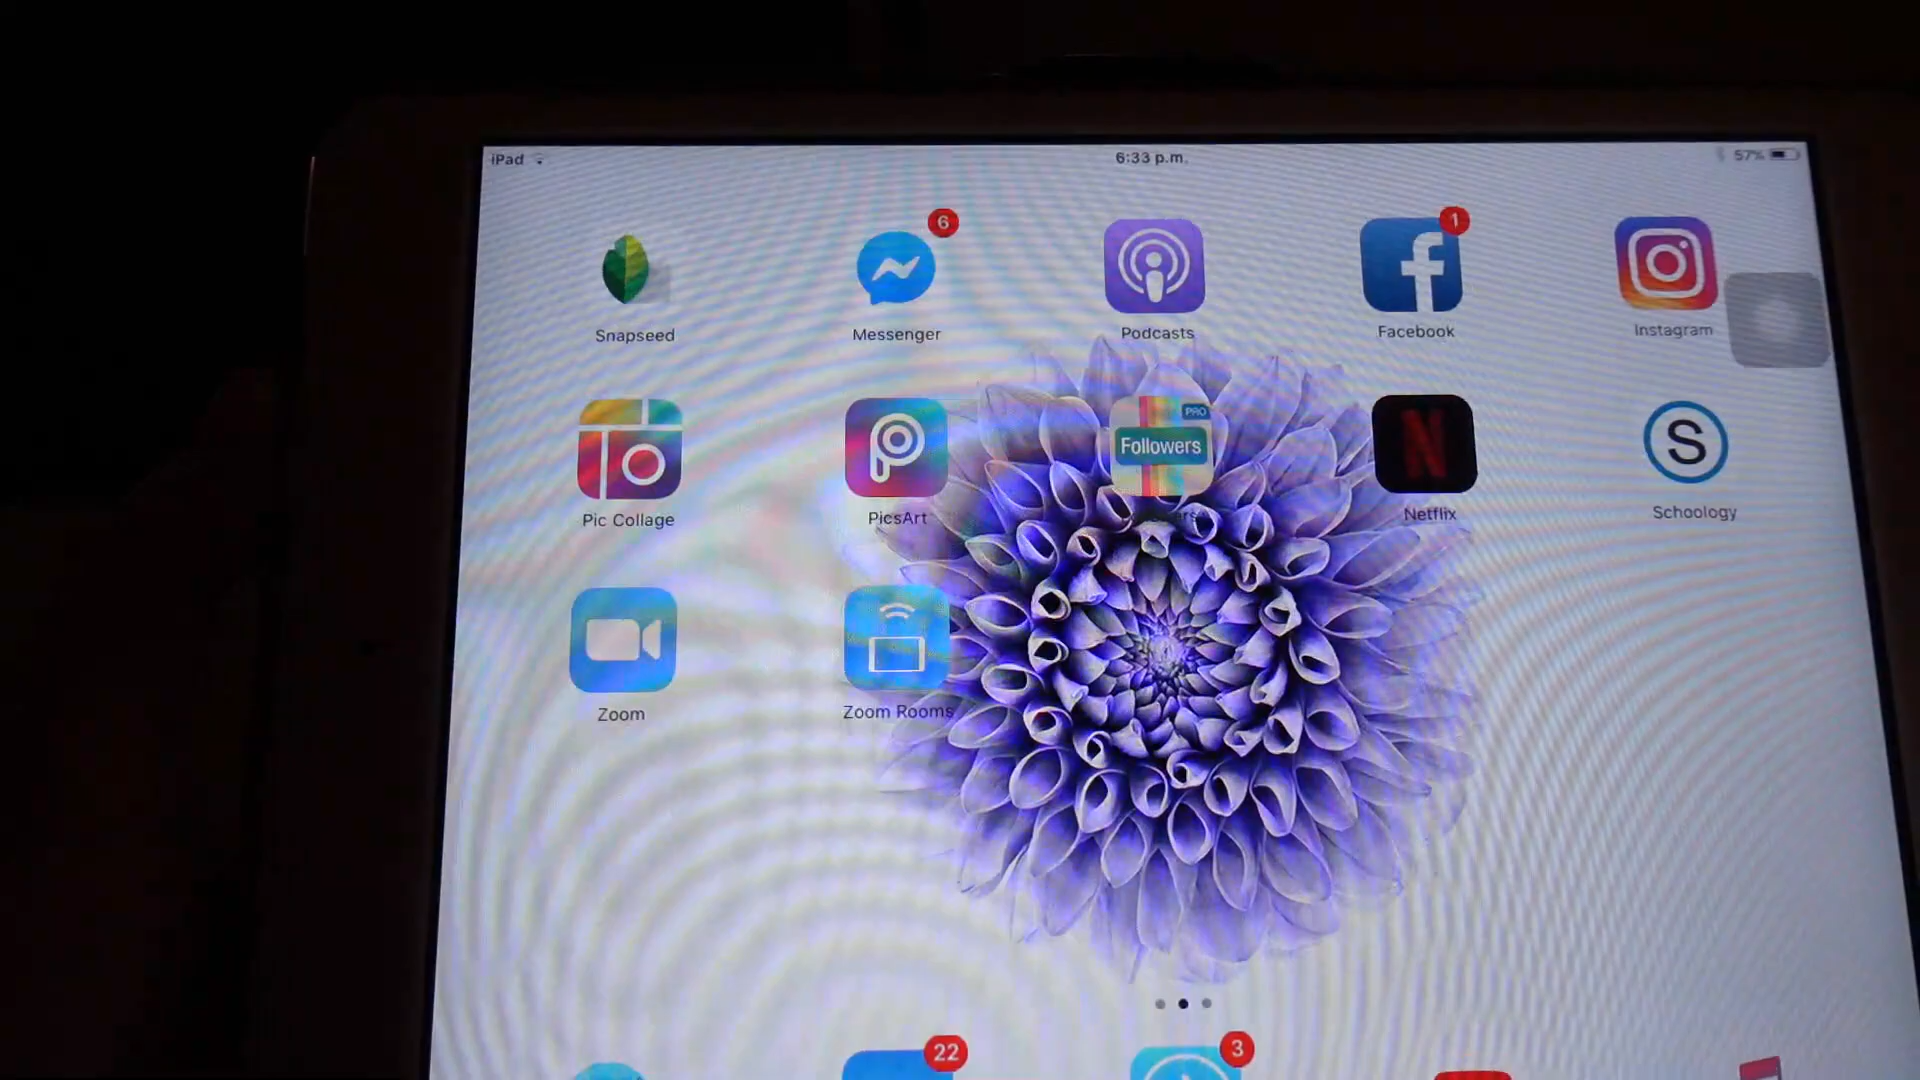 iPad
6:33 p.m.
57%
6
1
Snapseed
Messenger
Podcasts
Facebook
Instagram
PRO
Followers
Pic Collage
PicsArt
Netflix
Schoology
Zoom
Zoom Rooms
22
3